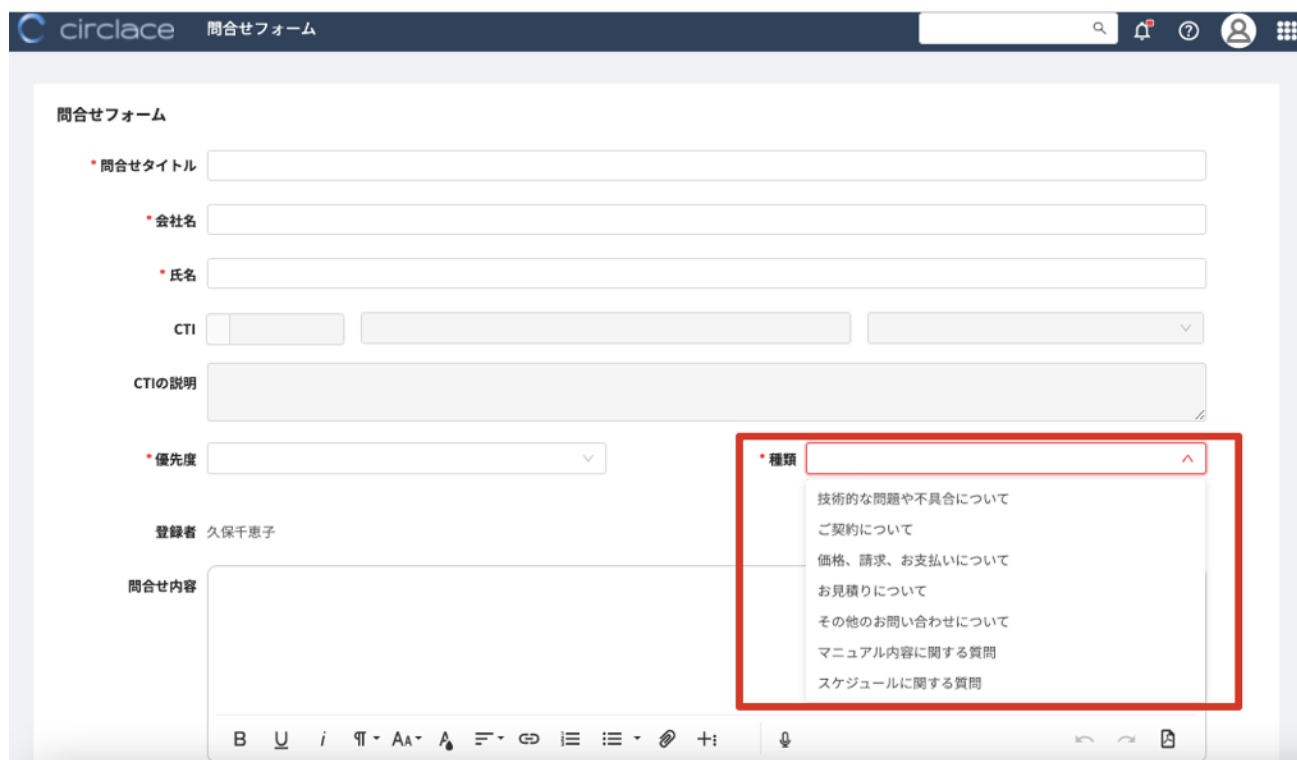 circlace 問合せフォーム
問合せフォーム
*問合せタイトル
*会社名
*氏名
CTI
CTIの説明
*優先度
*種類
技術的な問題や不具合について
ご契約について
価格、請求、お支払いについて
お見積りについて
その他のお問い合わせについて
マニュアル内容に関する質問
スケジュールに関する質問
登録者 久保千恵子
問合せ内容